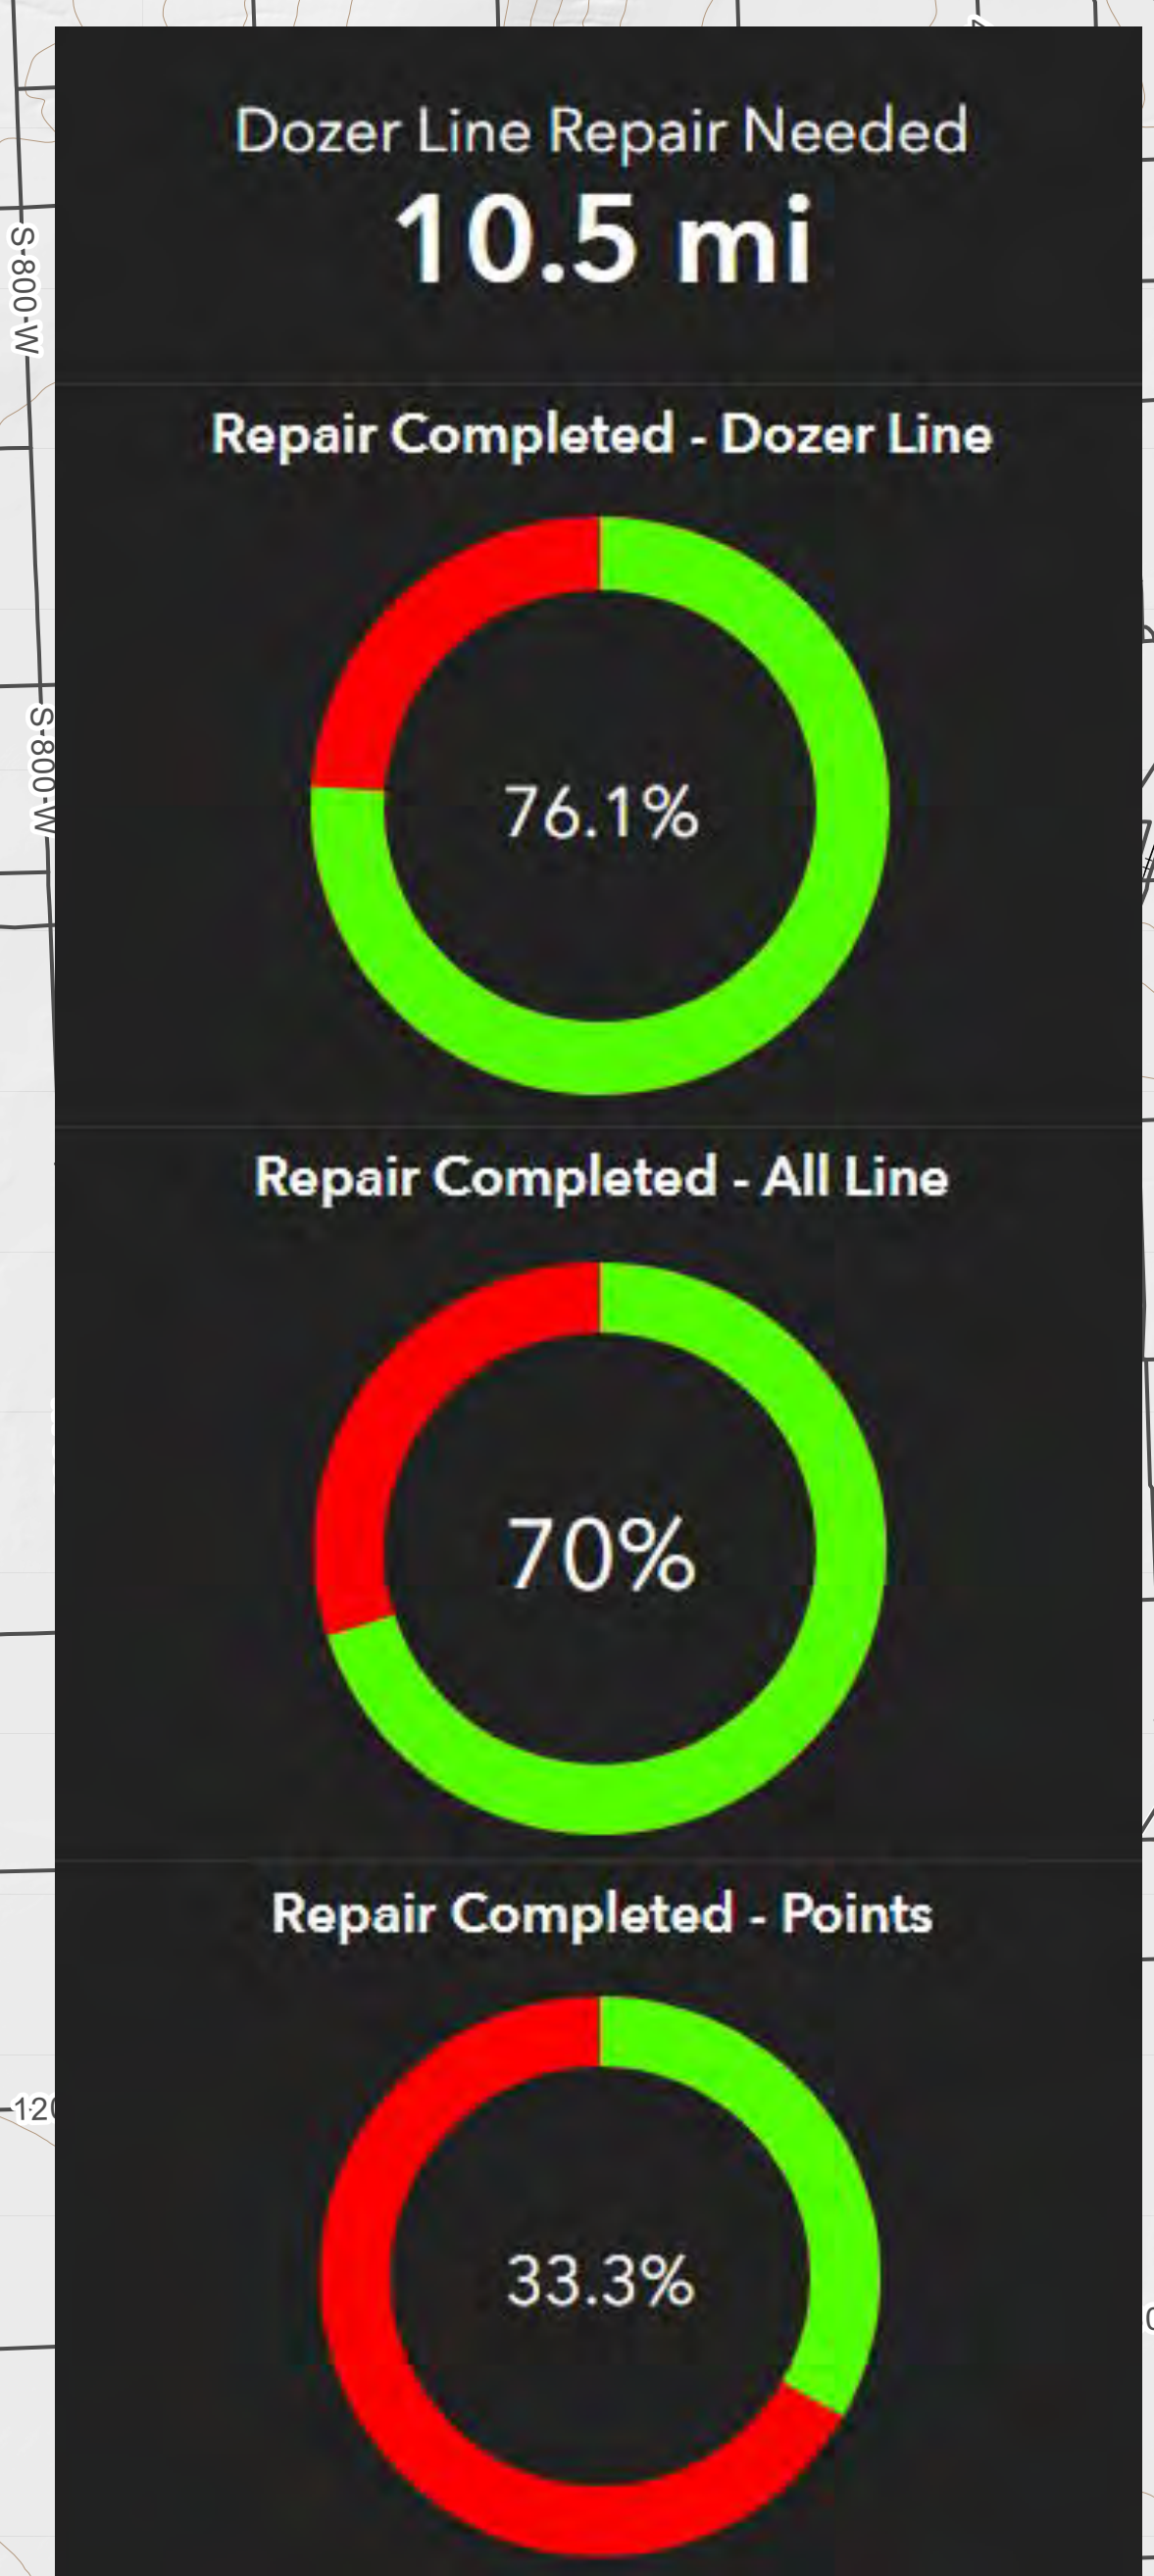 Dozer Line Repair Needed
10.5 mi
Repair Completed - Dozer Line
76.1%
Repair Completed - All Line
70%
Repair Completed - Points
33.3%
S-800-W
S-800-W
120